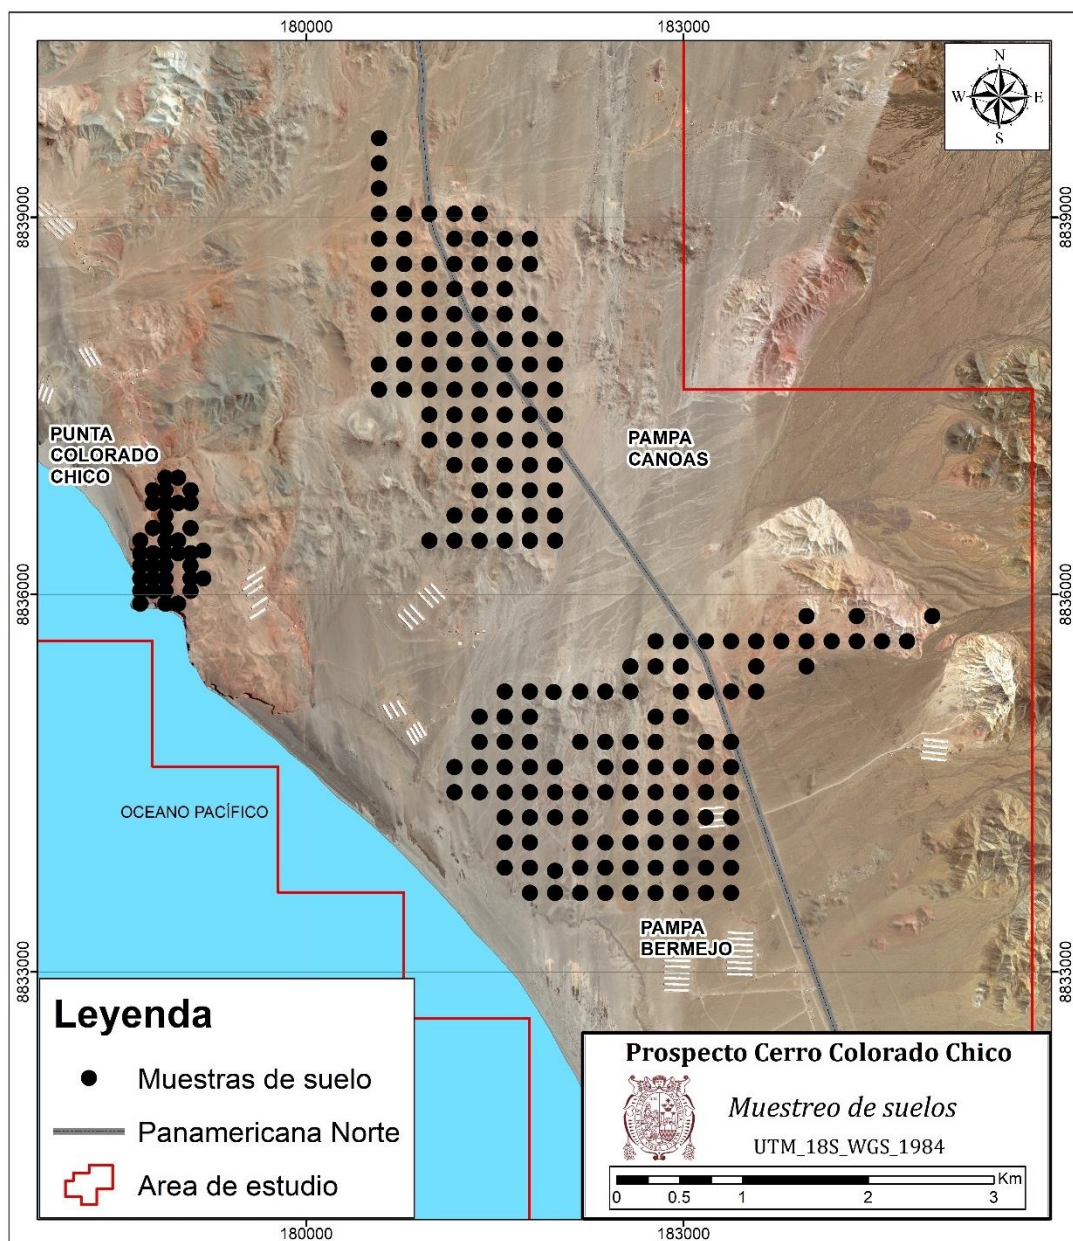 180000
183000
N
W
E
S
8839000
8839000
PUNTA
COLORADO
CHICO
PAMPA
CANOAS
8836000
8836000
OCEANO PACÍFICO
PAMPA
BERMEJO
8833000
8833000
Leyenda
Muestras de suelo
Panamericana Norte
Area de estudio
Prospecto Cerro Colorado Chico
Muestreo de suelos
UTM_18S_WGS_1984
Km
0 0.5 1 2 3
180000
183000